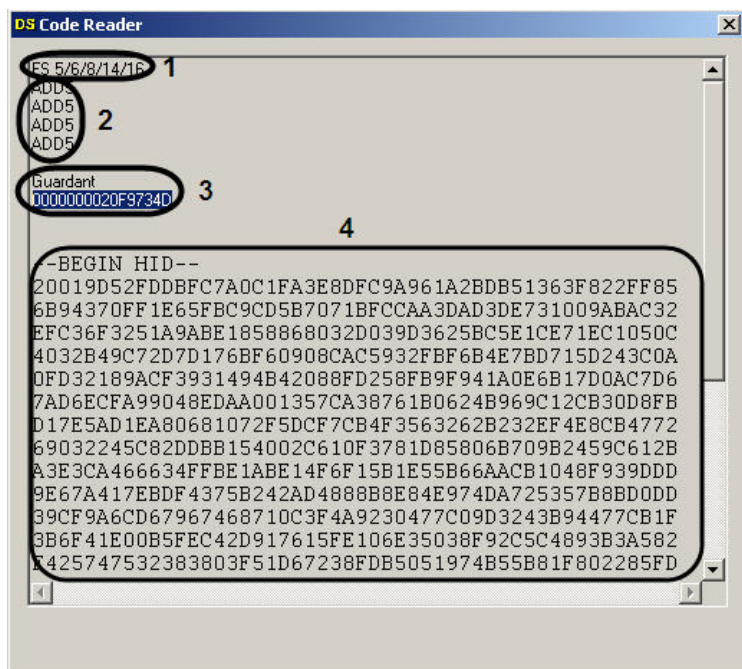 DS Code Reader
FS 5/6/8/14/16 1
ADD5
ADD5
ADD5 2
ADD5
Guardant
0000000020F9734D 3
4
--BEGIN HID--
20019D52FDDBFC7A0C1FA3E8DFC9A961A2BDB51363F822FF85
6B94370FF1E65FBC9CD5B7071BFCCAA3DAD3DE731009ABAC32
EFC36F3251A9ABE1858868032D039D3625BC5E1CE71EC1050C
4032B49C72D7D176BF60908CAC5932FBF6B4E7BD715D243C0A
0FD32189ACF3931494B42088FD258FB9F941A0E6B17D0AC7D6
7AD6ECFA99048EDAA001357CA38761B0624B969C12CB30D8FB
D17E5AD1EA80681072F5DCF7CB4F3563262B232EF4E8CB4772
69032245C82DDBB154002C610F3781D85806B709B2459C612B
A3E3CA466634FFBE1ABE14F6F15B1E55B66AACB1048F939DDD
9E67A417EBDF4375B242AD4888B8E84E974DA725357B8BD0DD
39CF9A6CD67967468710C3F4A9230477C09D3243B94477CB1F
3B6F41E00B5FEC42D917615FE106E35038F92C5C4893B3A582
F425747532383803F51D67238FDB5051974B55B81F802285FD